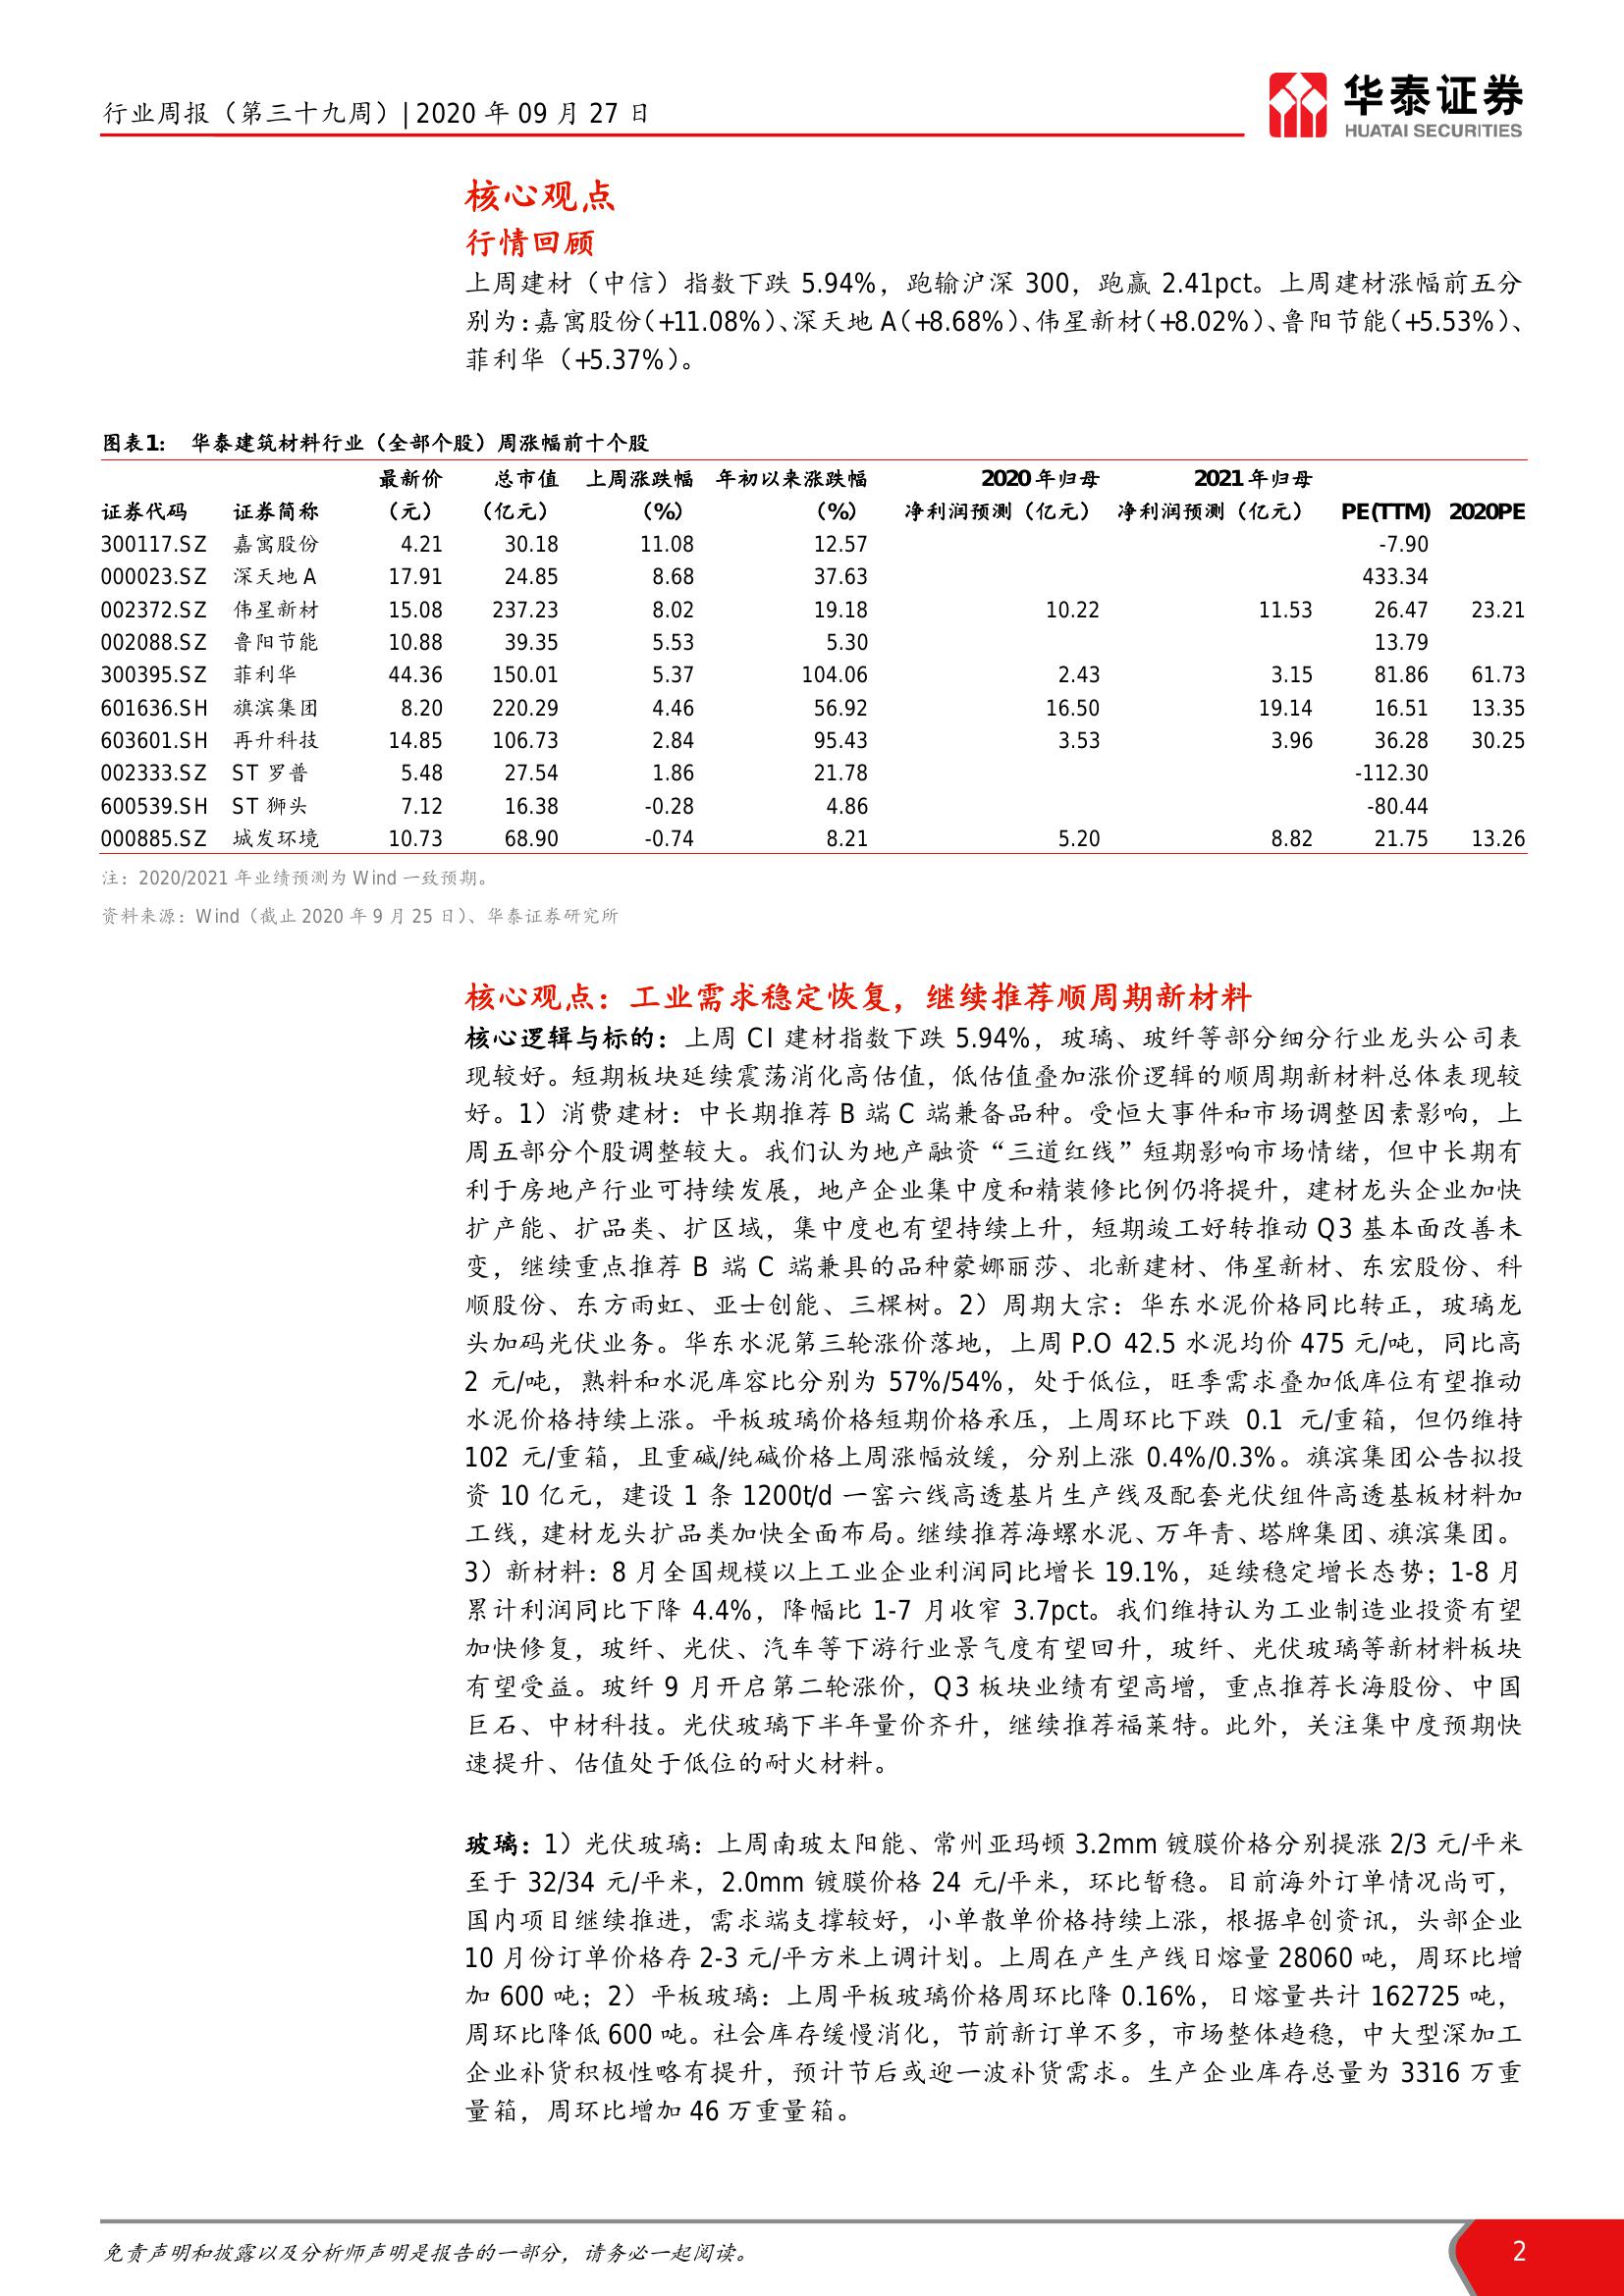 行业周报（第三十九周）| 2020 年 09 月 27 日
华泰证券
HUATAI SECURITIES
核心观点
行情回顾
上周建材（中信）指数下跌 5.94%，跑输沪深 300，跑赢 2.41pct。上周建材涨幅前五分
别为：嘉寓股份（+11.08%）、深天地 A（+8.68%）、伟星新材（+8.02%）、鲁阳节能（+5.53%）、
菲利华（+5.37%）。
图表1： 华泰建筑材料行业（全部个股）周涨幅前十个股
最新价 总市值 上周涨跌幅 年初以来涨跌幅 2020 年归母 2021 年归母
证券代码 证券简称 （元） （亿元） （%） （%） 净利润预测（亿元） 净利润预测（亿元） PE(TTM) 2020PE
300117.SZ 嘉寓股份 4.21 30.18 11.08 12.57 -7.90
000023.SZ 深天地 A 17.91 24.85 8.68 37.63 433.34
002372.SZ 伟星新材 15.08 237.23 8.02 19.18 10.22 11.53 26.47 23.21
002088.SZ 鲁阳节能 10.88 39.35 5.53 5.30 13.79
300395.SZ 菲利华 44.36 150.01 5.37 104.06 2.43 3.15 81.86 61.73
601636.SH 旗滨集团 8.20 220.29 4.46 56.92 16.50 19.14 16.51 13.35
603601.SH 再升科技 14.85 106.73 2.84 95.43 3.53 3.96 36.28 30.25
002333.SZ ST 罗普 5.48 27.54 1.86 21.78 -112.30
600539.SH ST 狮头 7.12 16.38 -0.28 4.86 -80.44
000885.SZ 城发环境 10.73 68.90 -0.74 8.21 5.20 8.82 21.75 13.26
注：2020/2021 年业绩预测为 Wind 一致预期。
资料来源：Wind（截止 2020 年 9 月 25 日）、华泰证券研究所
核心观点：工业需求稳定恢复，继续推荐顺周期新材料
核心逻辑与标的：上周 CI 建材指数下跌 5.94%，玻璃、玻纤等部分细分行业龙头公司表
现较好。短期板块延续震荡消化高估值，低估值叠加涨价逻辑的顺周期新材料总体表现较
好。1）消费建材：中长期推荐 B 端 C 端兼备品种。受恒大事件和市场调整因素影响，上
周五部分个股调整较大。我们认为地产融资“三道红线”短期影响市场情绪，但中长期有
利于房地产行业可持续发展，地产企业集中度和精装修比例仍将提升，建材龙头企业加快
扩产能、扩品类、扩区域，集中度也有望持续上升，短期竣工好转推动 Q3 基本面改善未
变，继续重点推荐 B 端 C 端兼具的品种蒙娜丽莎、北新建材、伟星新材、东宏股份、科
顺股份、东方雨虹、亚士创能、三棵树。2）周期大宗：华东水泥价格同比转正，玻璃龙
头加码光伏业务。华东水泥第三轮涨价落地，上周 P.O 42.5 水泥均价 475 元/吨，同比高
2 元/吨，熟料和水泥库容比分别为 57%/54%，处于低位，旺季需求叠加低库位有望推动
水泥价格持续上涨。平板玻璃价格短期价格承压，上周环比下跌 0.1 元/重箱，但仍维持
102 元/重箱，且重碱/纯碱价格上周涨幅放缓，分别上涨 0.4%/0.3%。旗滨集团公告拟投
资 10 亿元，建设 1 条 1200t/d 一窑六线高透基片生产线及配套光伏组件高透基板材料加
工线，建材龙头扩品类加快全面布局。继续推荐海螺水泥、万年青、塔牌集团、旗滨集团。
3）新材料：8 月全国规模以上工业企业利润同比增长 19.1%，延续稳定增长态势；1-8 月
累计利润同比下降 4.4%，降幅比 1-7 月收窄 3.7pct。我们维持认为工业制造业投资有望
加快修复，玻纤、光伏、汽车等下游行业景气度有望回升，玻纤、光伏玻璃等新材料板块
有望受益。玻纤 9 月开启第二轮涨价，Q3 板块业绩有望高增，重点推荐长海股份、中国
巨石、中材科技。光伏玻璃下半年量价齐升，继续推荐福莱特。此外，关注集中度预期快
速提升、估值处于低位的耐火材料。
玻璃：1）光伏玻璃：上周南玻太阳能、常州亚玛顿 3.2mm 镀膜价格分别提涨 2/3 元/平米
至于 32/34 元/平米，2.0mm 镀膜价格 24 元/平米，环比暂稳。目前海外订单情况尚可，
国内项目继续推进，需求端支撑较好，小单散单价格持续上涨，根据卓创资讯，头部企业
10 月份订单价格存 2-3 元/平方米上调计划。上周在产生产线日熔量 28060 吨，周环比增
加 600 吨；2）平板玻璃：上周平板玻璃价格周环比降 0.16%，日熔量共计 162725 吨，
周环比降低 600 吨。社会库存缓慢消化，节前新订单不多，市场整体趋稳，中大型深加工
企业补货积极性略有提升，预计节后或迎一波补货需求。生产企业库存总量为 3316 万重
量箱，周环比增加 46 万重量箱。
免责声明和披露以及分析师声明是报告的一部分，请务必一起阅读。
2